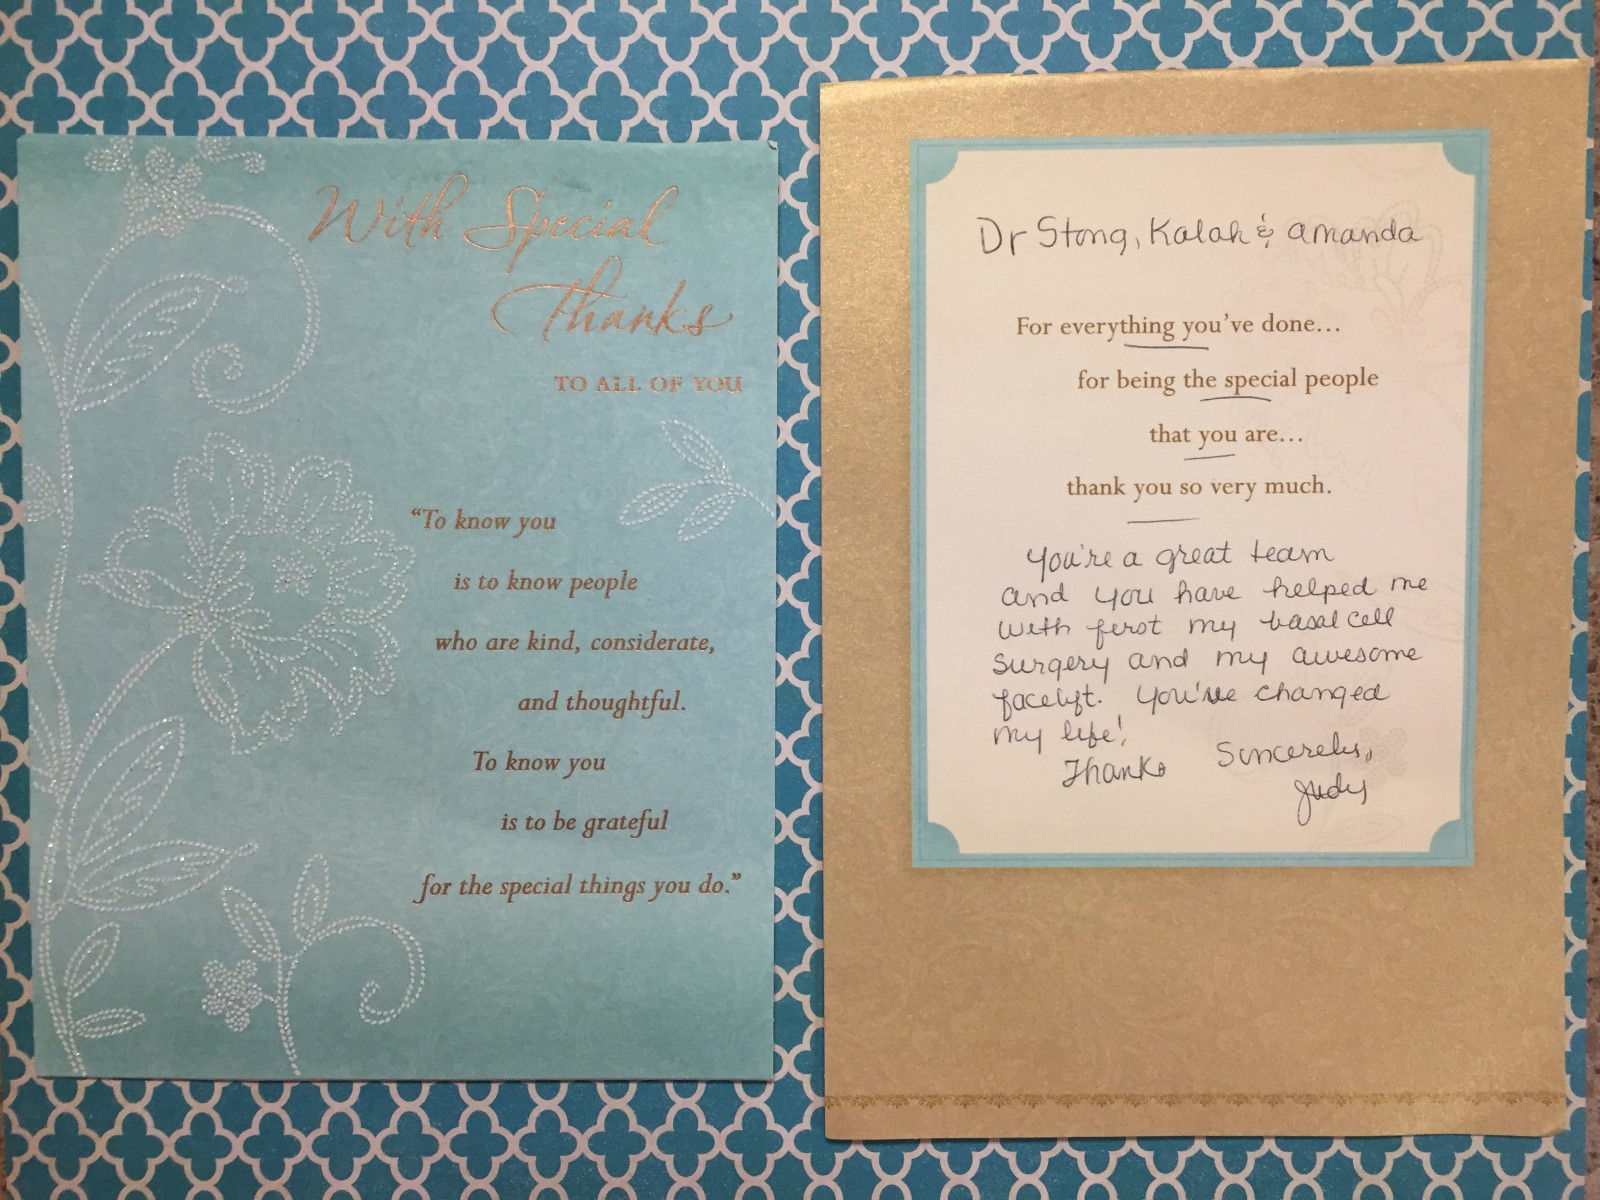 With Special
Thanks
TO ALL OF YOU
“To know you
is to know people
who are kind, considerate,
and thoughtful.
To know you
is to be grateful
for the special things you do.”
Dr Stong, Kalah & Amanda
For everything you've done...
for being the special people
that you are...
thank you so very much.
You're a great team
and you have helped me
with first my basal cell
surgery and my awesome
facelift. You've changed
my life!
Thanks Sincerely,
Judy